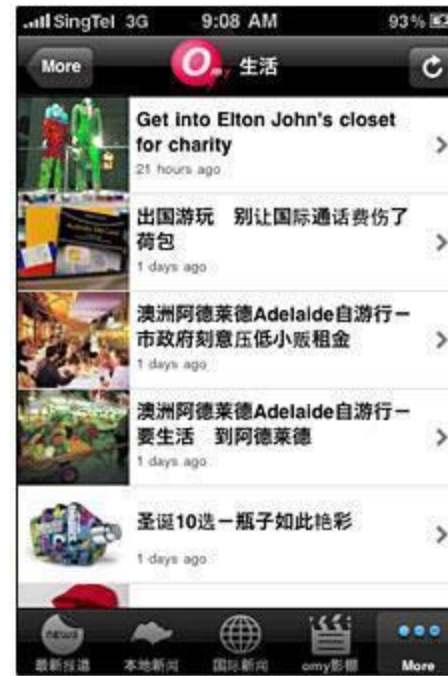 SingTel 3G 9:08 AM 93%
More omy 生活
Get into Elton John's closet
for charity
21 hours ago
出国游玩 别让国际通话费伤了
荷包
1 days ago
澳洲阿德莱德Adelaide自游行－
市政府刻意压低小贩租金
1 days ago
澳洲阿德莱德Adelaide自游行－
要生活 到阿德莱德
1 days ago
圣诞10选－瓶子如此艳彩
1 days ago
news
最新报道 本地新闻 国际新闻 omy影棚 More